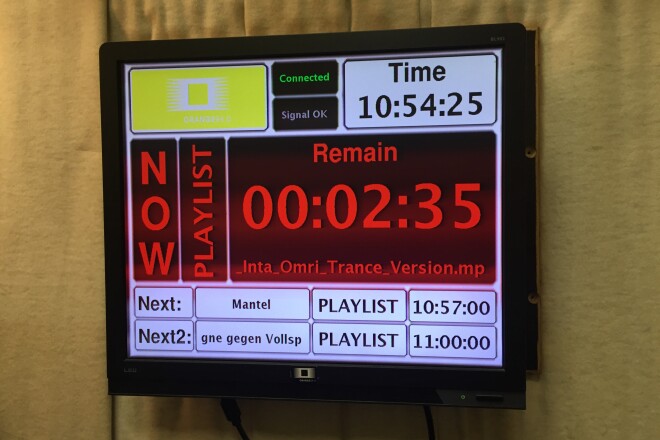 Connected
Time
Signal OK
10:54:25
NOW
PLAYLIST
Remain
00:02:35
_Inta_Omri_Trance_Version.mp
Next: Mantel PLAYLIST 10:57:00
Next2: gne gegen Vollsp PLAYLIST 11:00:00